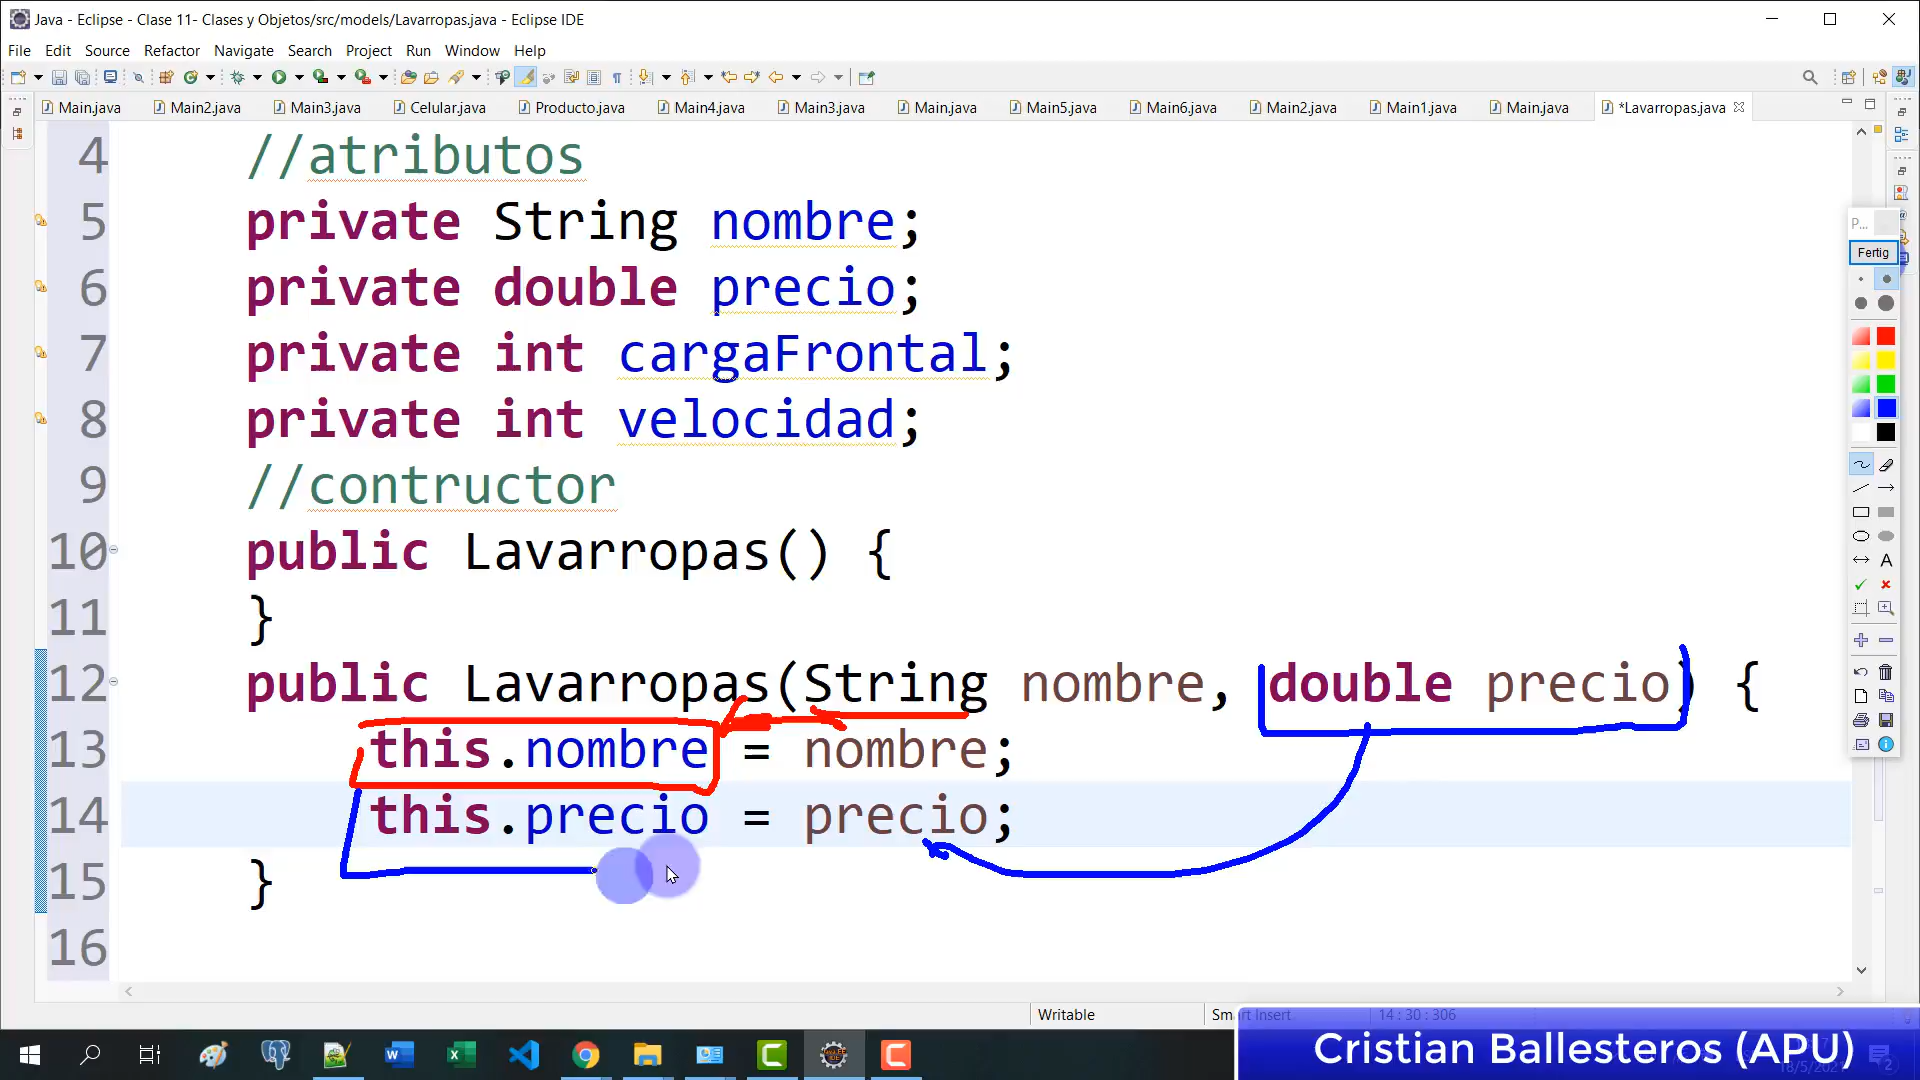 Java - Eclipse - Clase 11- Clases y Objetos/src/models/Lavarropas.java - Eclipse IDE
File Edit Source Refactor Navigate Search Project Run Window Help
Main.java Main2.java Main3.java Celular.java Producto.java Main4.java Main3.java Main.java Main5.java Main6.java Main2.java Main1.java Main.java *Lavarropas.java
4 //atributos
5 private String nombre;
6 private double precio;
7 private int cargaFrontal;
8 private int velocidad;
9 //contructor
10 public Lavarropas() {
11 }
12 public Lavarropas(String nombre, double precio) {
13 this.nombre = nombre;
14 this.precio = precio;
15 }
16
P...
Fertig
A
Writable Smart Insert 14 : 30 : 306
Cristian Ballesteros (APU)